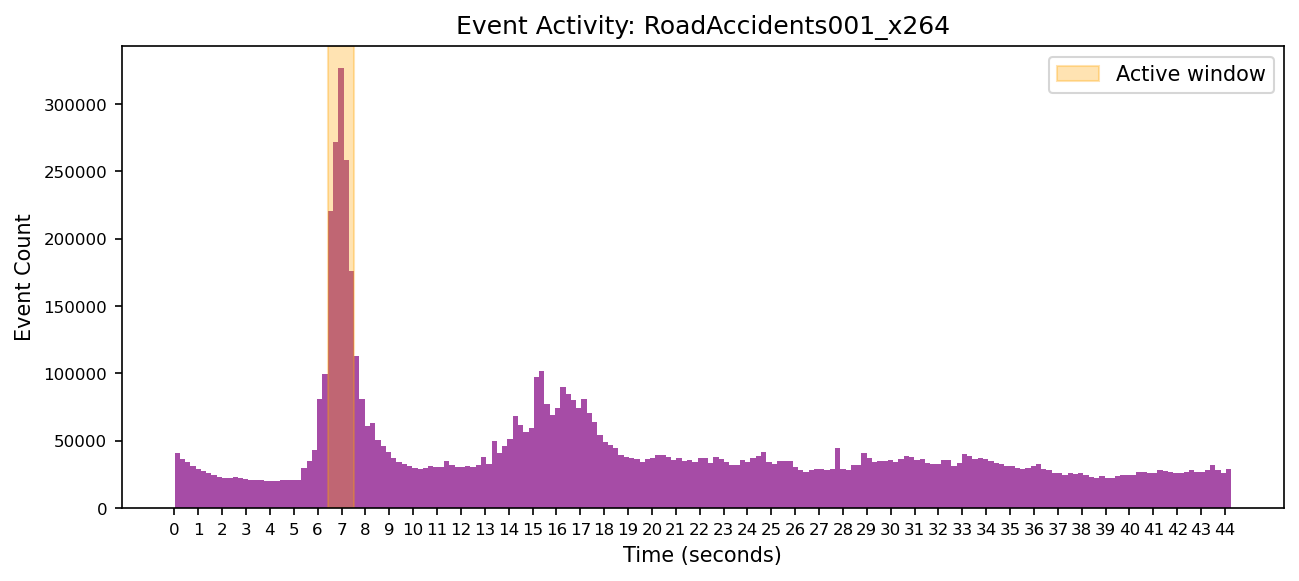 Event Activity: RoadAccidents001_x264
Active window
300000
250000
200000
150000
100000
50000
0
Event Count
0 1 2 3 4 5 6 7 8 9 10 11 12 13 14 15 16 17 18 19 20 21 22 23 24 25 26 27 28 29 30 31 32 33 34 35 36 37 38 39 40 41 42 43 44
Time (seconds)